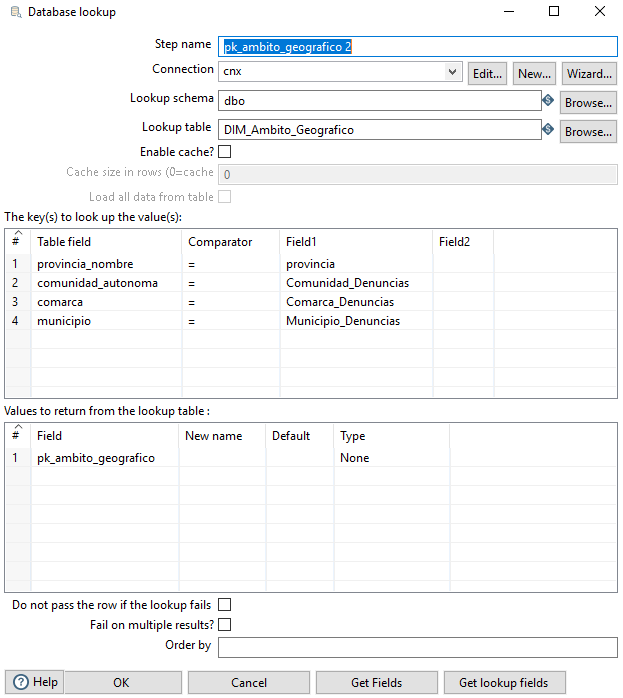 Database lookup
Step name pk_ambito_geografico 2
Connection cnx Edit... New... Wizard...
Lookup schema dbo Browse...
Lookup table DIM_Ambito_Geografico Browse...
Enable cache?
Cache size in rows (0=cache 0
Load all data from table
The key(s) to look up the value(s):
# Table field Comparator Field1 Field2
1 provincia_nombre = provincia
2 comunidad_autonoma = Comunidad_Denuncias
3 comarca = Comarca_Denuncias
4 municipio = Municipio_Denuncias
Values to return from the lookup table :
# Field New name Default Type
1 pk_ambito_geografico None
Do not pass the row if the lookup fails
Fail on multiple results?
Order by
Help OK Cancel Get Fields Get lookup fields